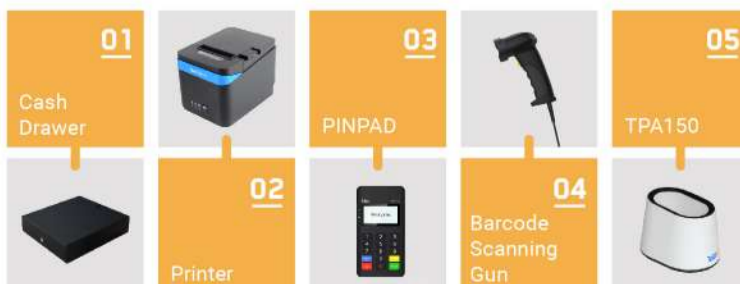 01
Cash
Drawer
02
Printer
03
PINPAD
04
Barcode
Scanning
Gun
05
TPA150